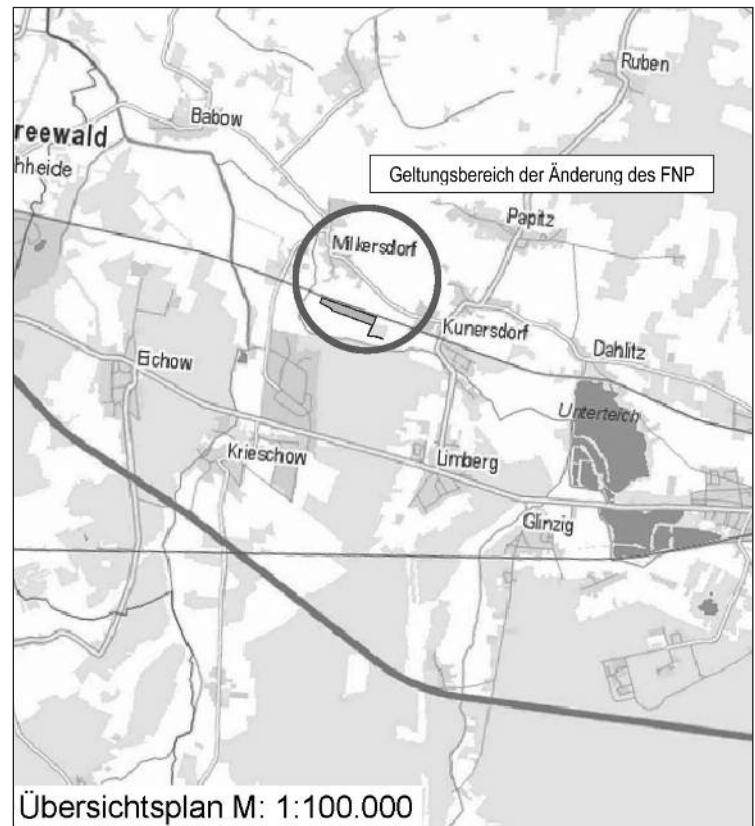 Ruben
Babow
reewald
hheide
Geltungsbereich der Änderung des FNP
Papitz
Milkersdorf
Kunersdorf
Dahlitz
Eichow
Unterteich
Krieschow
Limberg
Glinzig
Übersichtsplan M: 1:100.000